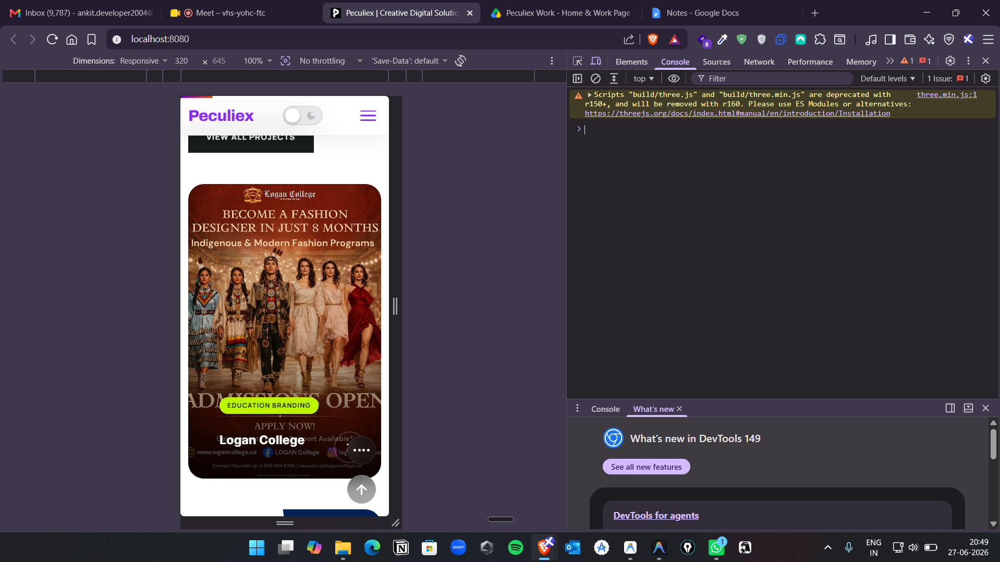 Inbox (9,787) - ankit.developer2004@
Meet – vhs-yohc-ftc
Peculiex | Creative Digital Solutio
Peculiex Work - Home & Work Page
Notes - Google Docs
localhost:8080
8
Dimensions: Responsive 320 × 645 100% No throttling 'Save-Data': default
Elements Console Sources Network Performance Memory 1 1
top Filter Default levels 1 Issue: 1
Scripts "build/three.js" and "build/three.min.js" are deprecated with three.min.js:1
r150+, and will be removed with r160. Please use ES Modules or alternatives:
https://threejs.org/docs/index.html#manual/en/introduction/Installation
Peculiex
VIEW ALL PROJECTS
Logan College
of Fashion Design
BECOME A FASHION
DESIGNER IN JUST 8 MONTHS
Indigenous & Modern Fashion Programs
ADMISSIONS OPEN
EDUCATION BRANDING
APPLY NOW!
Logan College
port Available*
www.logancollege.ca LOGAN College
Contact Saurabh @ +1 639 994 6796 / saurabh.s@logancollege.ca
Console What's new
What's new in DevTools 149
See all new features
DevTools for agents
zoom
1
ENG
IN
20:49
27-06-2026